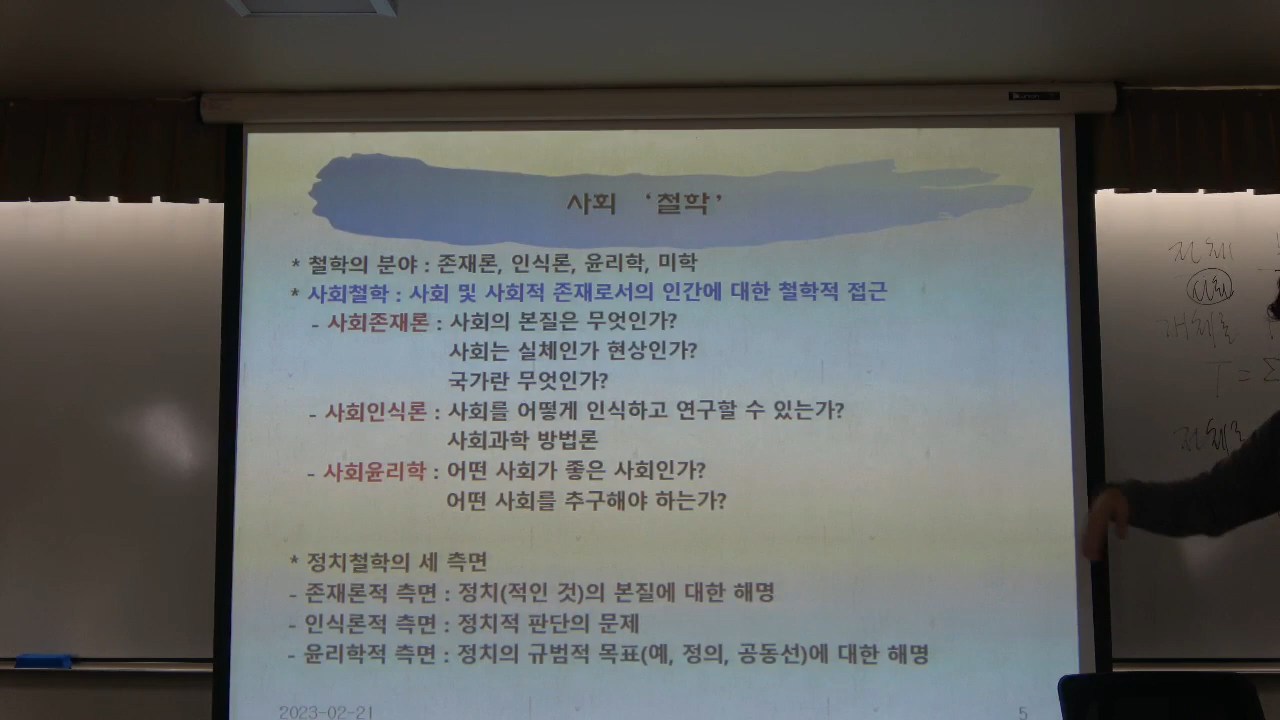 사회 ‘철학’
* 철학의 분야 : 존재론, 인식론, 윤리학, 미학
* 사회철학 : 사회 및 사회적 존재로서의 인간에 대한 철학적 접근
- 사회존재론 : 사회의 본질은 무엇인가?
사회는 실체인가 현상인가?
국가란 무엇인가?
- 사회인식론 : 사회를 어떻게 인식하고 연구할 수 있는가?
사회과학 방법론
- 사회윤리학 : 어떤 사회가 좋은 사회인가?
어떤 사회를 추구해야 하는가?
* 정치철학의 세 측면
- 존재론적 측면 : 정치(적인 것)의 본질에 대한 해명
- 인식론적 측면 : 정치적 판단의 문제
- 윤리학적 측면 : 정치의 규범적 목표(예, 정의, 공동선)에 대한 해명
2023-02-21
5
전체
사회
T = Σ